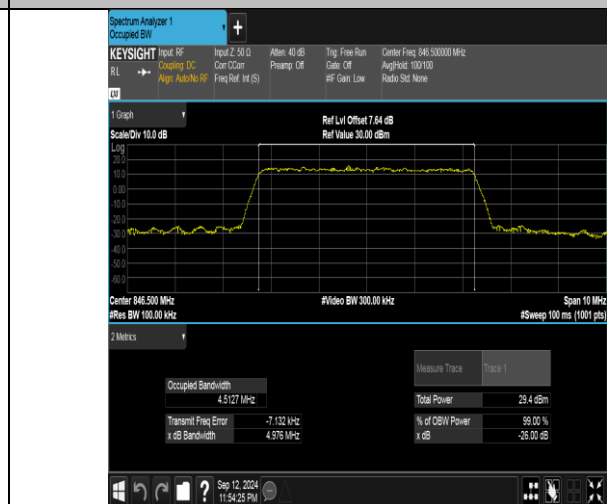 Spectrum Analyzer 1
Occupied BW
+
KEYSIGHT Input: RF Input Z: 50 Ω Atten: 40 dB Trig: Free Run Center Freq: 846.500000 MHz
RL Coupling: DC Corr CCorr Preamp: Off Gate: Off Avg|Hold: 100/100
Align: Auto/No RF Freq Ref: Int (S) #IF Gain: Low Radio Std: None
1 Graph
Ref Lvl Offset 7.64 dB
Scale/Div 10.0 dB Ref Value 30.00 dBm
Log
20.0
10.0
0.00
-10.0
-20.0
-30.0
-40.0
-50.0
-60.0
Center 846.500 MHz #Video BW 300.00 kHz Span 10 MHz
#Res BW 100.00 kHz #Sweep 100 ms (1001 pts)
2 Metrics
Measure Trace Trace 1
Occupied Bandwidth
4.5127 MHz Total Power 29.4 dBm
Transmit Freq Error -7.132 kHz % of OBW Power 99.00 %
x dB Bandwidth 4.976 MHz x dB -26.00 dB
? Sep 12, 2024
11:54:25 PM